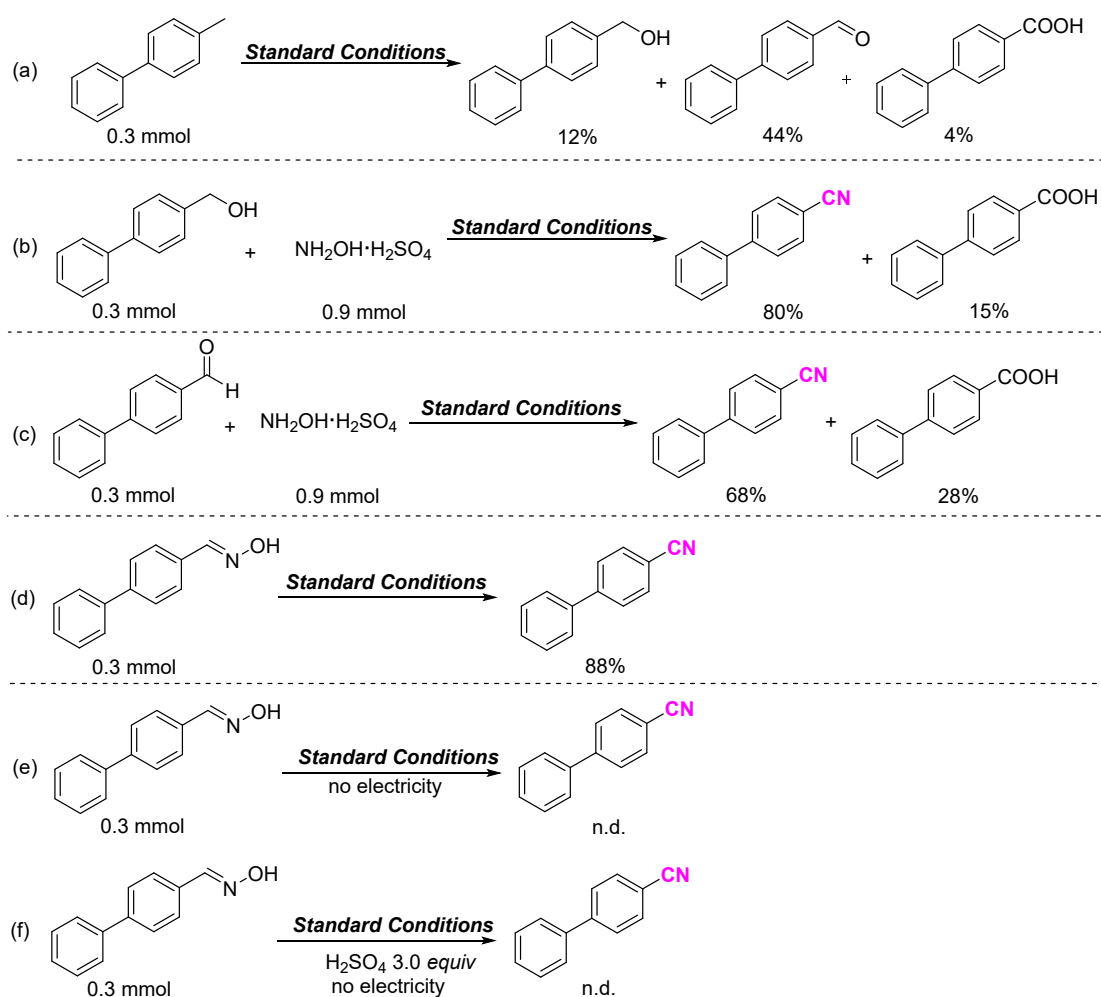 (a)
Standard Conditions
OH
O
COOH
+
+
0.3 mmol
12%
44%
4%
(b)
OH
+
NH2OH·H2SO4
Standard Conditions
CN
+
COOH
0.3 mmol
0.9 mmol
80%
15%
(c)
O
H
+
NH2OH·H2SO4
Standard Conditions
CN
+
COOH
0.3 mmol
0.9 mmol
68%
28%
(d)
N
OH
Standard Conditions
CN
0.3 mmol
88%
(e)
N
OH
Standard Conditions
no electricity
CN
0.3 mmol
n.d.
(f)
N
OH
Standard Conditions
H2SO4 3.0 equiv
no electricity
CN
0.3 mmol
n.d.